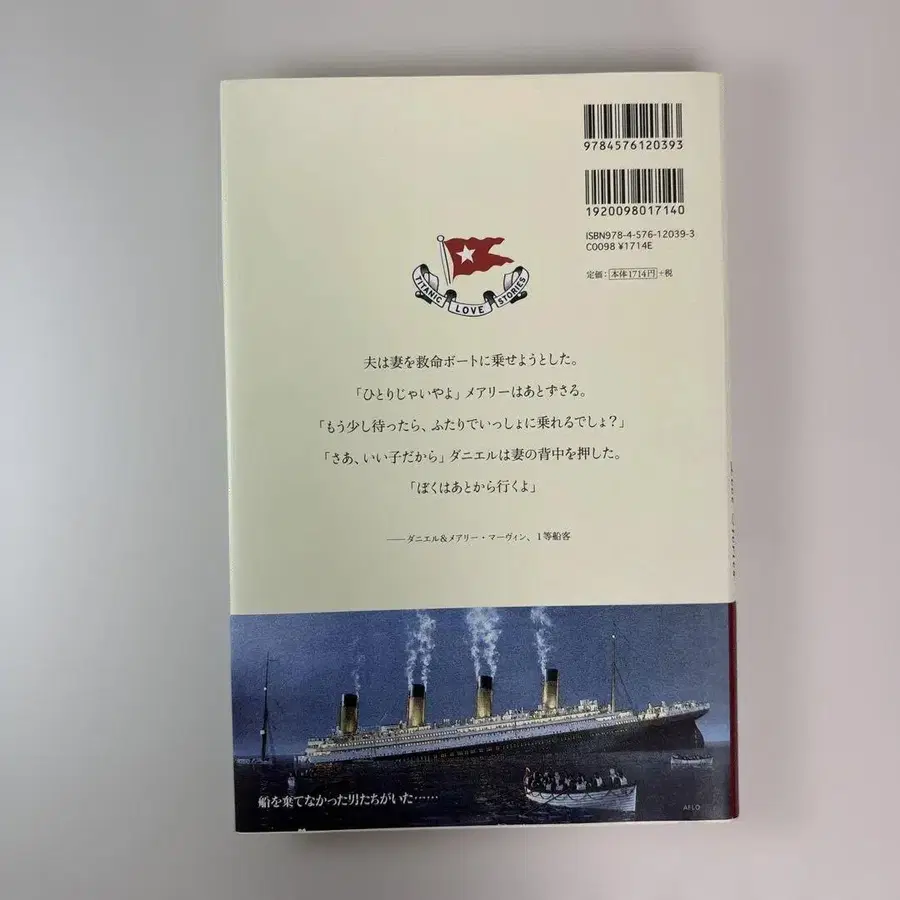 9784576120393
1920098017140
ISBN978-4-576-12039-3
C0098 ¥1714E
定価：本体1714円+税
TITANIC LOVE STORIES
夫は妻を救命ボートに乗せようとした。
「ひとりじゃいやよ」メアリーはあとずさる。
「もう少し待ったら、ふたりでいっしょに乗れるでしょ？」
「さあ、いい子だから」ダニエルは妻の背中を押した。
「ぼくはあとから行くよ」
——ダニエル＆メアリー・マーヴィン、1等船客
船を棄てなかった男たちがいた……
AFLO